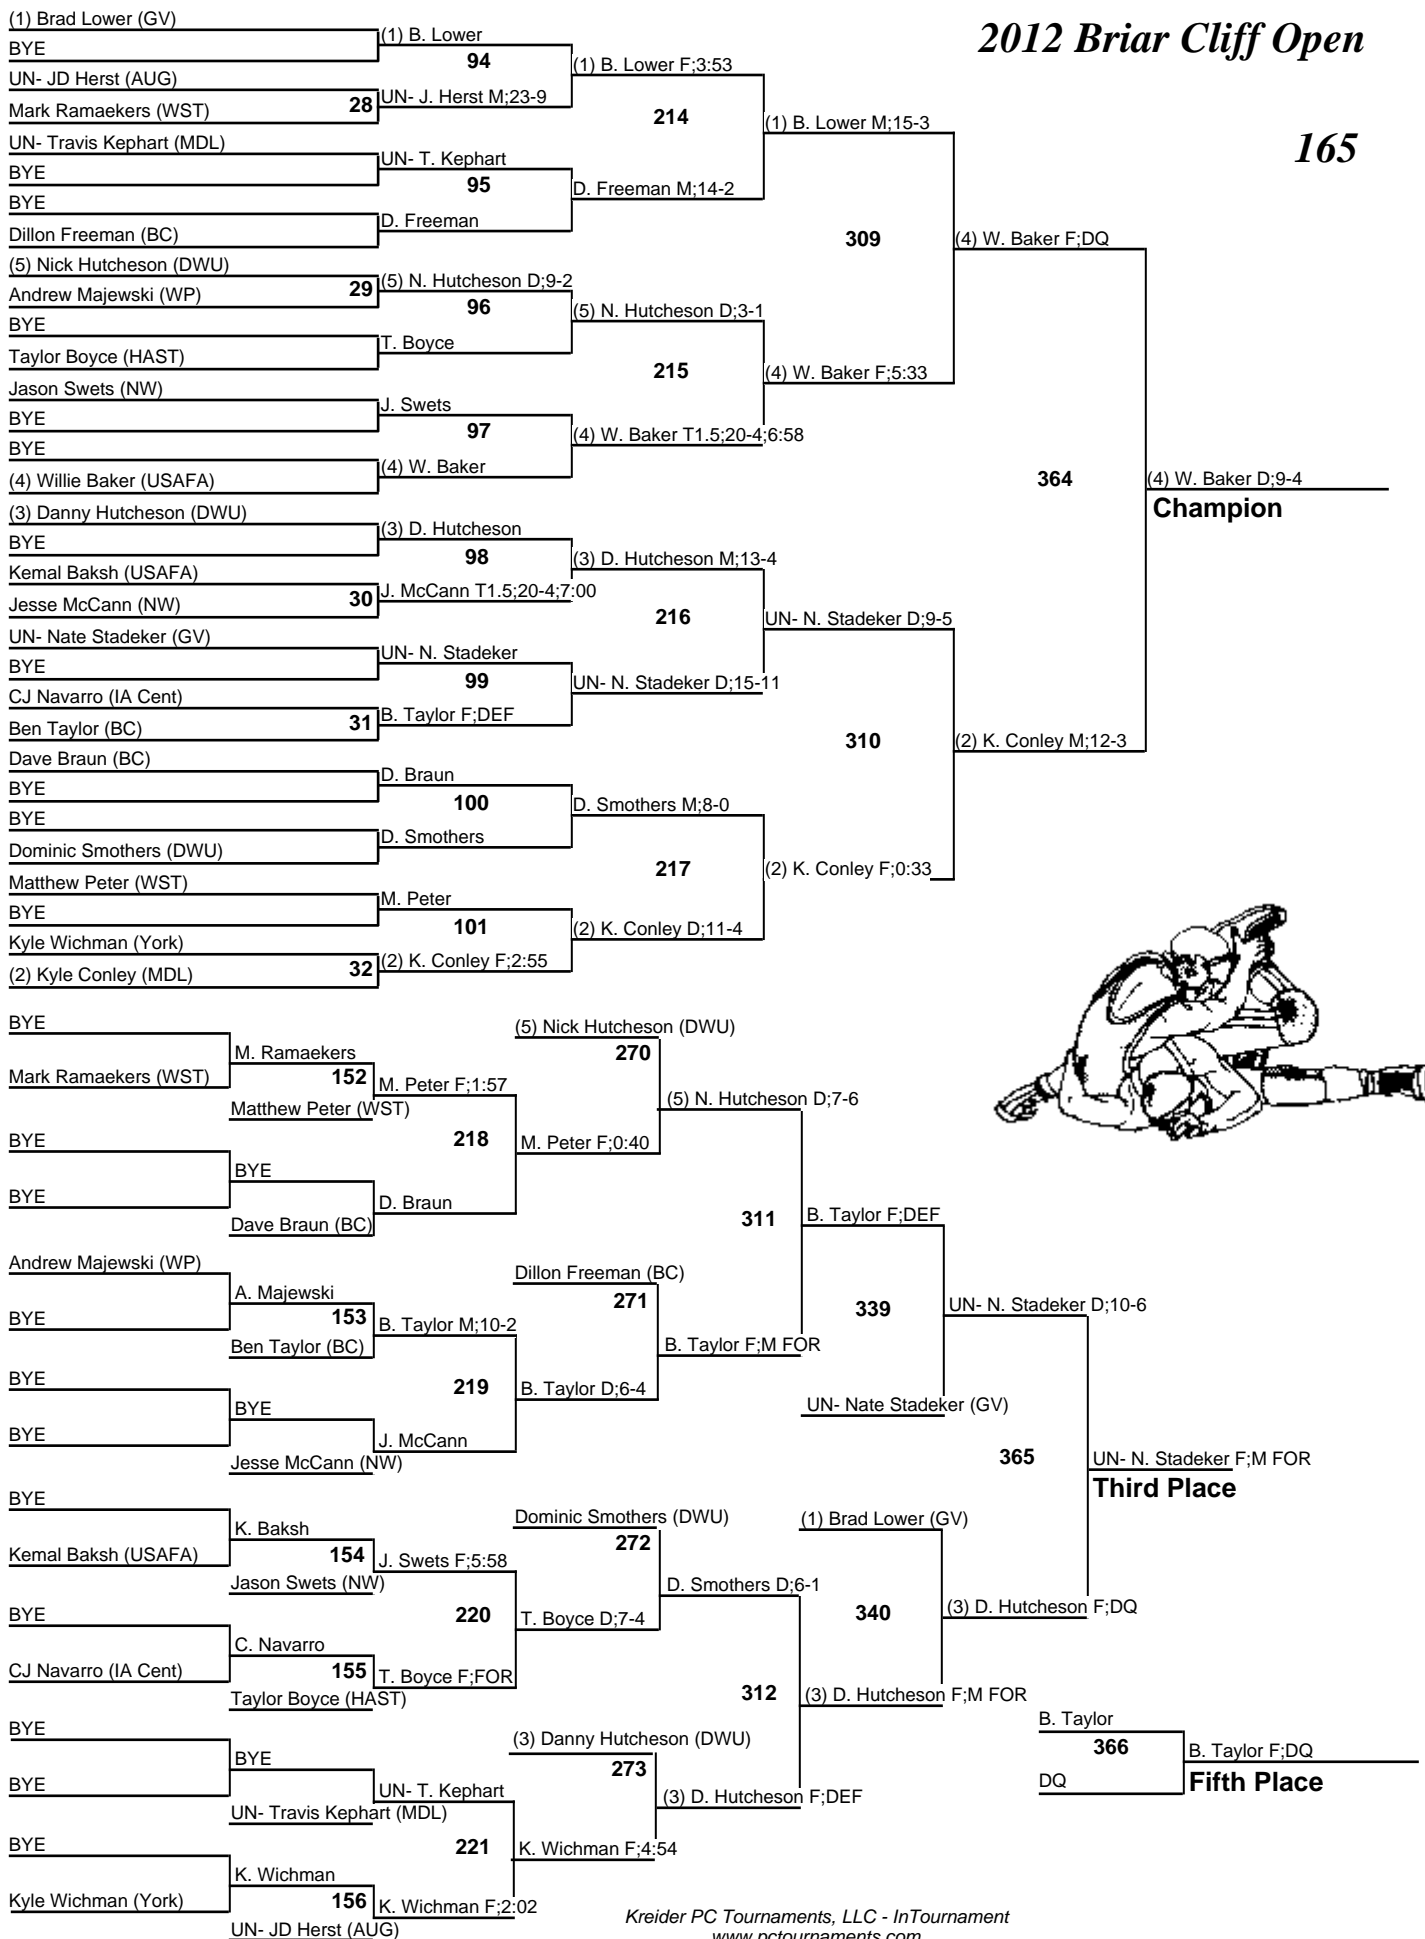 2012 Briar Cliff Open
165
(1) Brad Lower (GV)
(1) B. Lower
BYE
94
(1) B. Lower F;3:53
UN- JD Herst (AUG)
UN- J. Herst M;23-9
28
Mark Ramaekers (WST)
214
(1) B. Lower M;15-3
UN- Travis Kephart (MDL)
UN- T. Kephart
BYE
95
D. Freeman M;14-2
BYE
D. Freeman
Dillon Freeman (BC)
309
(4) W. Baker F;DQ
(5) Nick Hutcheson (DWU)
(5) N. Hutcheson D;9-2
29
Andrew Majewski (WP)
96
(5) N. Hutcheson D;3-1
BYE
T. Boyce
Taylor Boyce (HAST)
215
(4) W. Baker F;5:33
Jason Swets (NW)
J. Swets
BYE
97
(4) W. Baker T1.5;20-4;6:58
BYE
(4) W. Baker
(4) Willie Baker (USAFA)
364
(4) W. Baker D;9-4
Champion
(3) Danny Hutcheson (DWU)
(3) D. Hutcheson
BYE
98
(3) D. Hutcheson M;13-4
Kemal Baksh (USAFA)
J. McCann T1.5;20-4;7:00
30
Jesse McCann (NW)
216
UN- N. Stadeker D;9-5
UN- Nate Stadeker (GV)
UN- N. Stadeker
BYE
99
UN- N. Stadeker D;15-11
CJ Navarro (IA Cent)
B. Taylor F;DEF
31
Ben Taylor (BC)
310
(2) K. Conley M;12-3
Dave Braun (BC)
D. Braun
BYE
100
D. Smothers M;8-0
BYE
D. Smothers
Dominic Smothers (DWU)
217
(2) K. Conley F;0:33
Matthew Peter (WST)
M. Peter
BYE
101
(2) K. Conley D;11-4
Kyle Wichman (York)
(2) K. Conley F;2:55
32
(2) Kyle Conley (MDL)
BYE
(5) Nick Hutcheson (DWU)
M. Ramaekers
270
Mark Ramaekers (WST)
152
M. Peter F;1:57
(5) N. Hutcheson D;7-6
Matthew Peter (WST)
218
M. Peter F;0:40
BYE
BYE
BYE
D. Braun
Dave Braun (BC)
311
B. Taylor F;DEF
Andrew Majewski (WP)
Dillon Freeman (BC)
A. Majewski
271
BYE
153
B. Taylor M;10-2
339
UN- N. Stadeker D;10-6
Ben Taylor (BC)
B. Taylor F;M FOR
BYE
219
B. Taylor D;6-4
BYE
UN- Nate Stadeker (GV)
BYE
J. McCann
Jesse McCann (NW)
365
UN- N. Stadeker F;M FOR
Third Place
BYE
Dominic Smothers (DWU)
(1) Brad Lower (GV)
K. Baksh
272
Kemal Baksh (USAFA)
154
J. Swets F;5:58
Jason Swets (NW)
D. Smothers D;6-1
BYE
220
T. Boyce D;7-4
340
(3) D. Hutcheson F;DQ
C. Navarro
CJ Navarro (IA Cent)
155
T. Boyce F;FOR
Taylor Boyce (HAST)
312
(3) D. Hutcheson F;M FOR
BYE
(3) Danny Hutcheson (DWU)
B. Taylor
BYE
273
366
B. Taylor F;DQ
BYE
UN- T. Kephart
(3) D. Hutcheson F;DEF
DQ
Fifth Place
UN- Travis Kephart (MDL)
BYE
221
K. Wichman F;4:54
K. Wichman
Kyle Wichman (York)
156
K. Wichman F;2:02
UN- JD Herst (AUG)
Kreider PC Tournaments, LLC - InTournament
www.pctournaments.com